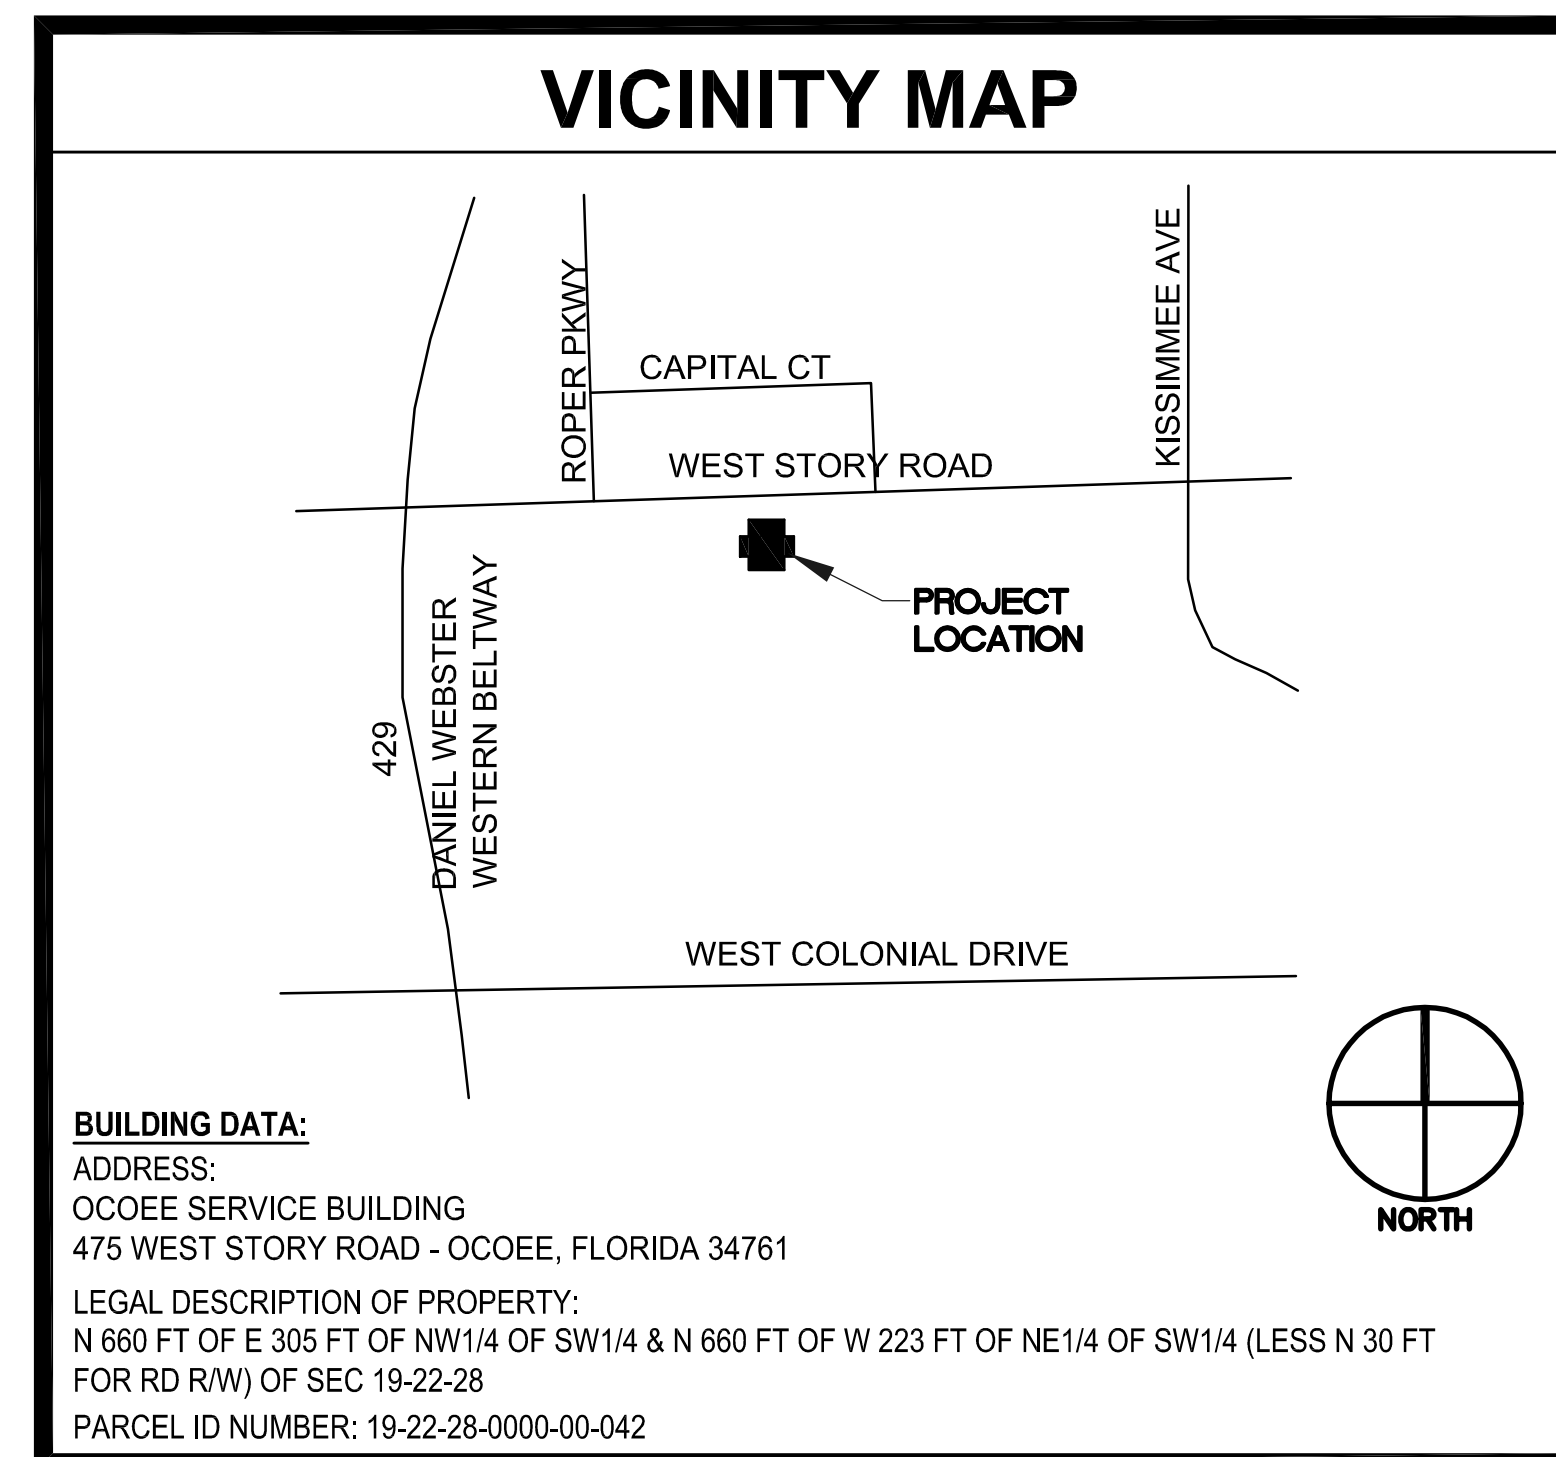 VICINITY MAP
ROPER PKWY
CAPITAL CT
KISSIMMEE AVE
WEST STORY ROAD
PROJECT
LOCATION
429
DANIEL WEBSTER
WESTERN BELTWAY
WEST COLONIAL DRIVE
NORTH
BUILDING DATA:
ADDRESS:
OCOEE SERVICE BUILDING
475 WEST STORY ROAD - OCOEE, FLORIDA 34761
LEGAL DESCRIPTION OF PROPERTY:
N 660 FT OF E 305 FT OF NW1/4 OF SW1/4 & N 660 FT OF W 223 FT OF NE1/4 OF SW1/4 (LESS N 30 FT
FOR RD R/W) OF SEC 19-22-28
PARCEL ID NUMBER: 19-22-28-0000-00-042